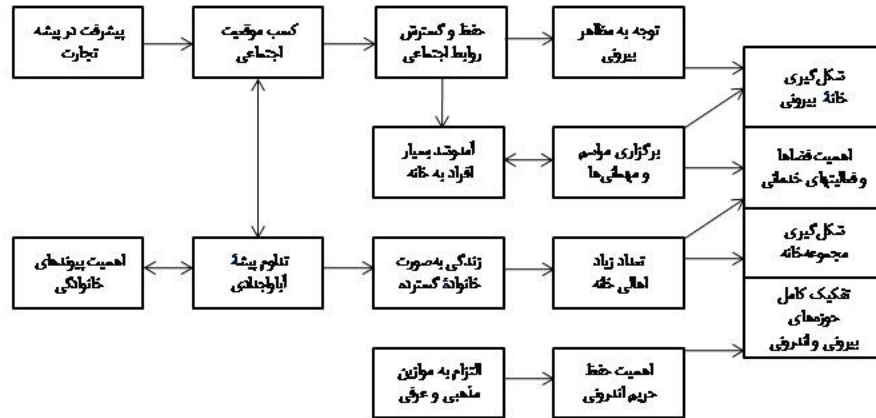 پیشرفت در پیشه
تجارت
کسب موقعیت
اجتماعی
حفظ و گسترش
روابط اجتماعی
توجه به مظاهر
بیرونی
شکل‌گیری
خانهٔ بیرونی
آمدوشد بسیار
افراد به خانه
برگزاری مراسم
و مهمانی‌ها
اهمیت فضاها
و فعالیتهای خدماتی
اهمیت پیوندهای
خانوادگی
تداوم پیشهٔ
آباواجدادی
زندگی به‌صورت
خانوادهٔ گسترده
تعداد زیاد
اهالی خانه
شکل‌گیری
مجموعه‌خانه
تفکیک کامل
حوزه‌های
بیرونی و اندرونی
التزام به موازین
مذهبی و عرفی
اهمیت حفظ
حریم اندرونی